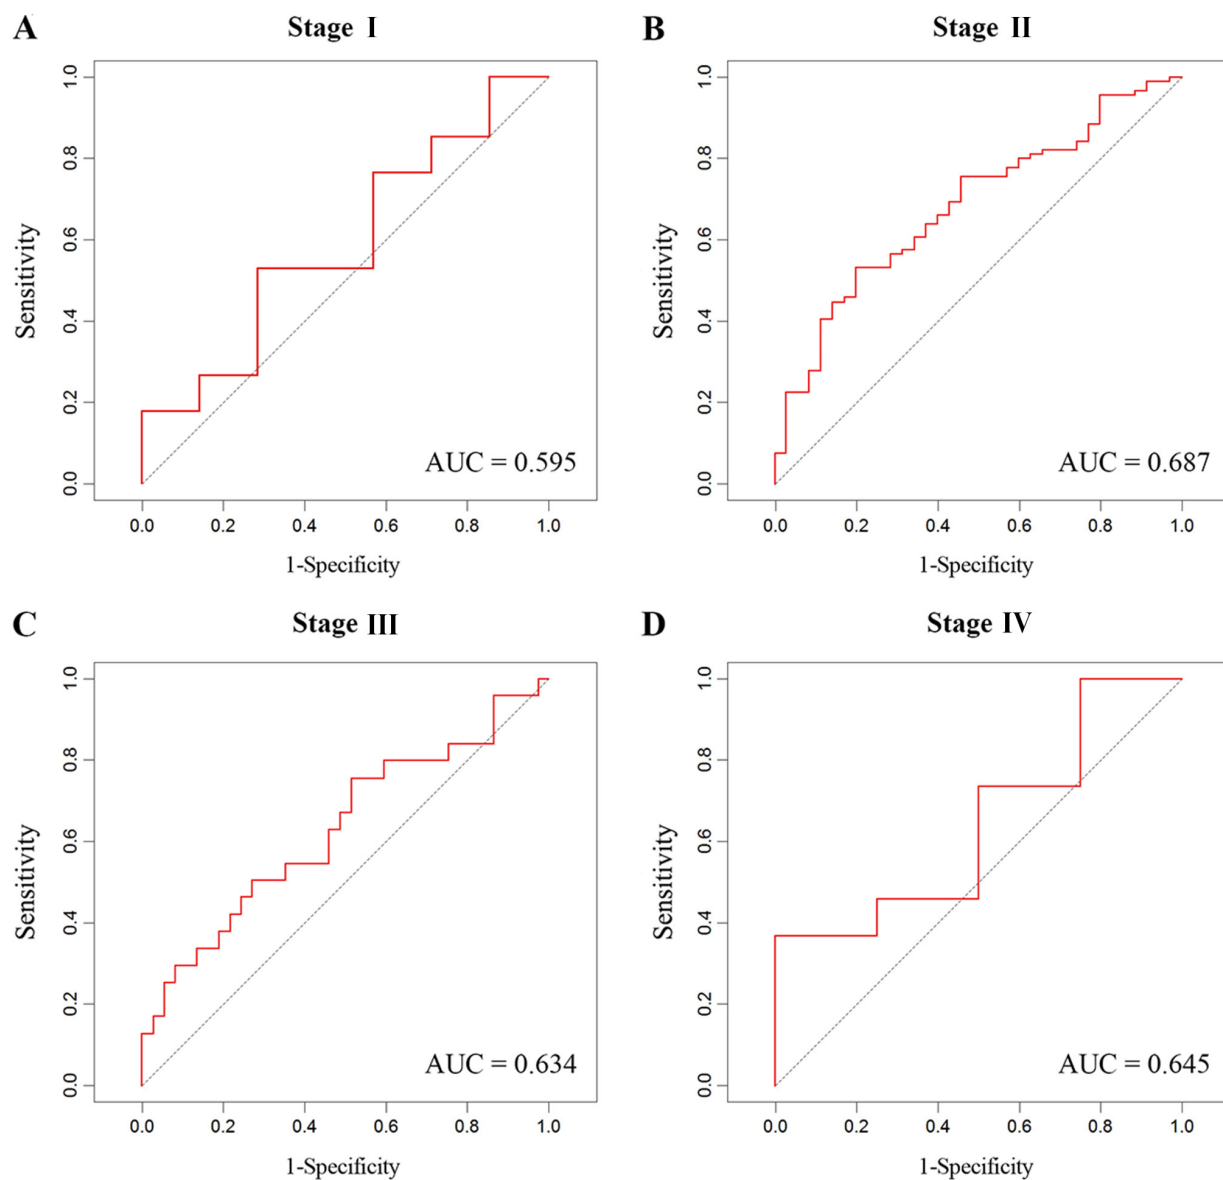 A
Stage I
Sensitivity
1.0
0.8
0.6
0.4
0.2
0.0
AUC = 0.595
0.0 0.2 0.4 0.6 0.8 1.0
1-Specificity
B
Stage II
Sensitivity
1.0
0.8
0.6
0.4
0.2
0.0
AUC = 0.687
0.0 0.2 0.4 0.6 0.8 1.0
1-Specificity
C
Stage III
Sensitivity
1.0
0.8
0.6
0.4
0.2
0.0
AUC = 0.634
0.0 0.2 0.4 0.6 0.8 1.0
1-Specificity
D
Stage IV
Sensitivity
1.0
0.8
0.6
0.4
0.2
0.0
AUC = 0.645
0.0 0.2 0.4 0.6 0.8 1.0
1-Specificity